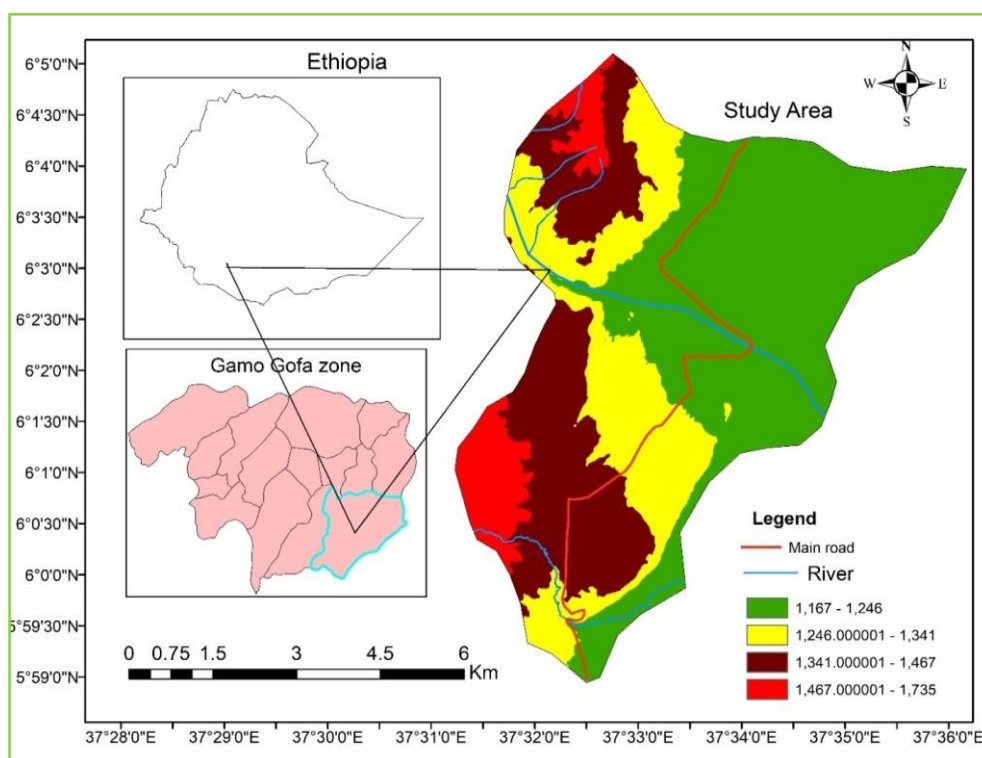 Ethiopia
N
W E
S
Study Area
Gamo Gofa zone
6°5'0"N
6°4'30"N
6°4'0"N
6°3'30"N
6°3'0"N
6°2'30"N
6°2'0"N
6°1'30"N
6°1'0"N
6°0'30"N
6°0'0"N
5°59'30"N
5°59'0"N
0 0.75 1.5 3 4.5 6
Km
Legend
Main road
River
1,167 - 1,246
1,246.000001 - 1,341
1,341.000001 - 1,467
1,467.000001 - 1,735
37°28'0"E 37°29'0"E 37°30'0"E 37°31'0"E 37°32'0"E 37°33'0"E 37°34'0"E 37°35'0"E 37°36'0"E